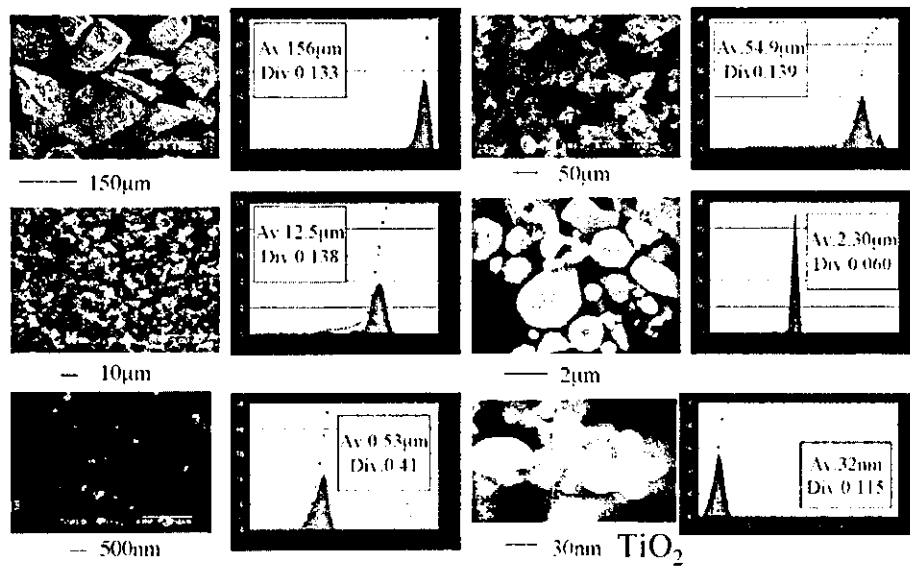 Av.156μm
Div.0.133
Av.54.9μm
Div.0.139
150μm
50μm
Av.12.5μm
Div.0.138
Av.2.30μm
Div.0.060
10μm
2μm
Av.0.53μm
Div.0.41
Av.32nm
Div.0.115
500nm
30nm TiO₂